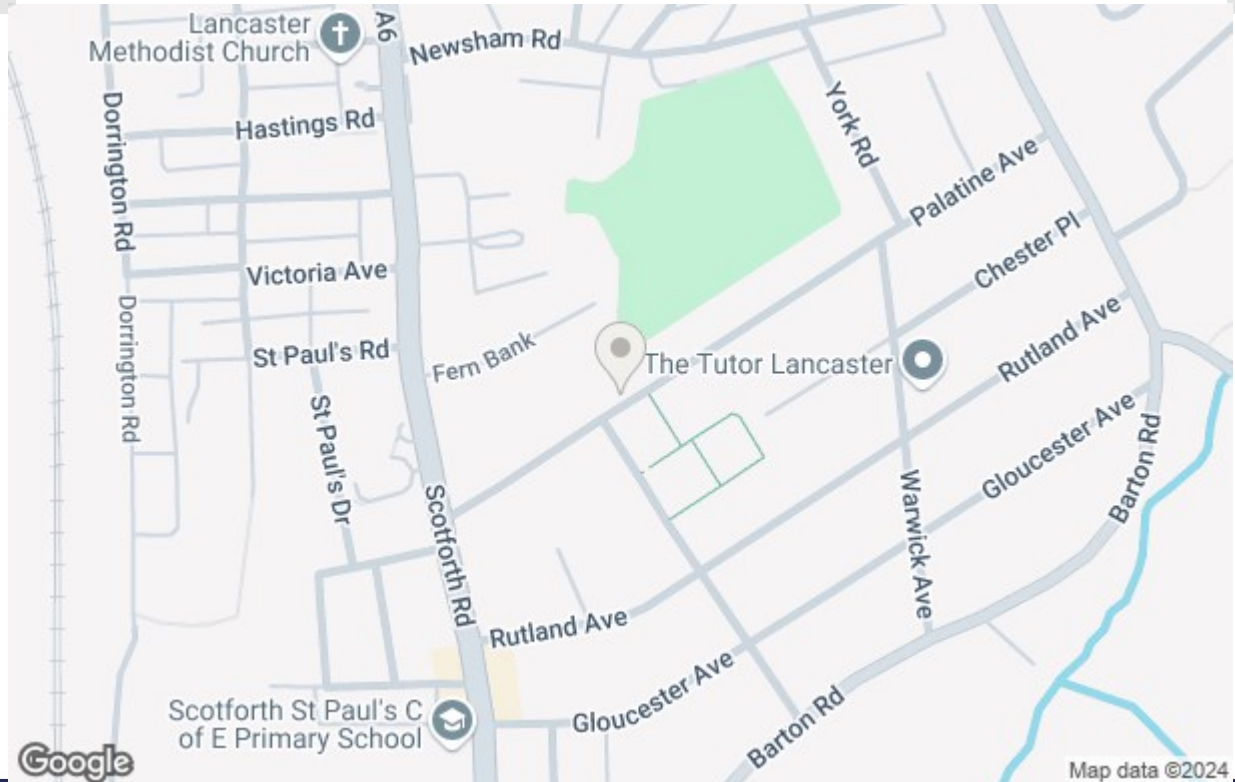 Lancaster
Methodist Church
A6
Newsham Rd
Hastings Rd
Dorrington Rd
York Rd
Palatine Ave
Chester Pl
Victoria Ave
Dorrington Rd
St Paul's Rd
Fern Bank
The Tutor Lancaster
Rutland Ave
St Paul's Dr
Gloucester Ave
Barton Rd
Scotforth Rd
Warwick Ave
Rutland Ave
Gloucester Ave
Scotforth St Paul's C
of E Primary School
Barton Rd
Google
Map data ©2024